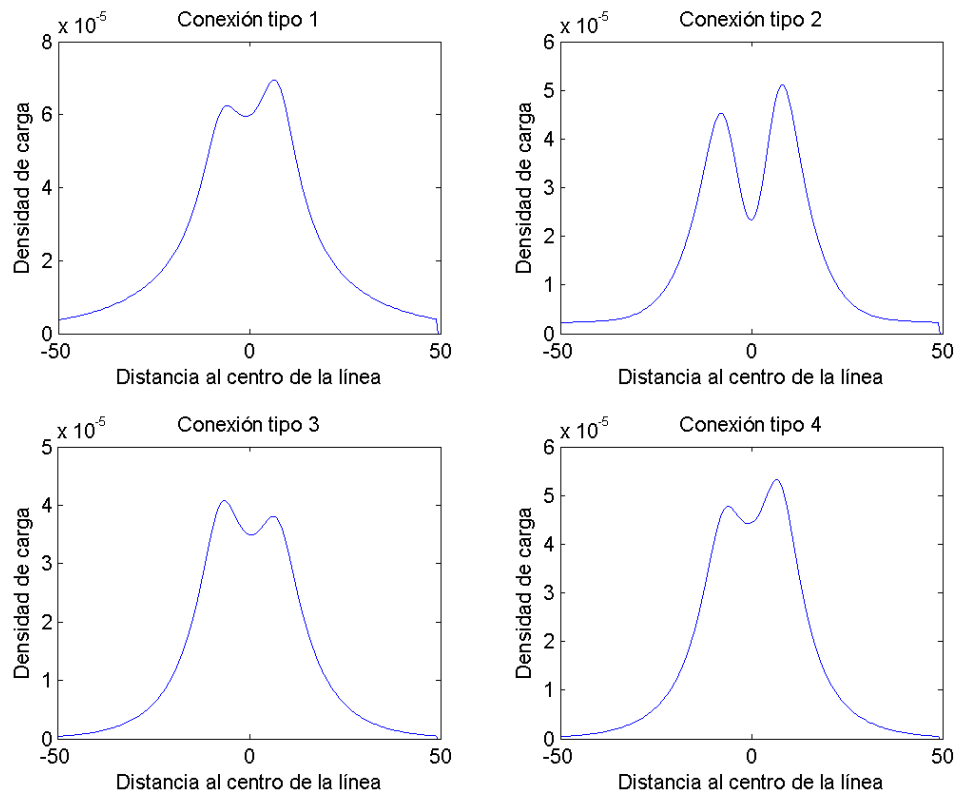 Conexión tipo 1
x 10-5
8
6
4
2
0
-50 0 50
Densidad de carga
Distancia al centro de la línea
Conexión tipo 2
x 10-5
6
5
4
3
2
1
0
-50 0 50
Densidad de carga
Distancia al centro de la línea
Conexión tipo 3
x 10-5
5
4
3
2
1
0
-50 0 50
Densidad de carga
Distancia al centro de la línea
Conexión tipo 4
x 10-5
6
5
4
3
2
1
0
-50 0 50
Densidad de carga
Distancia al centro de la línea